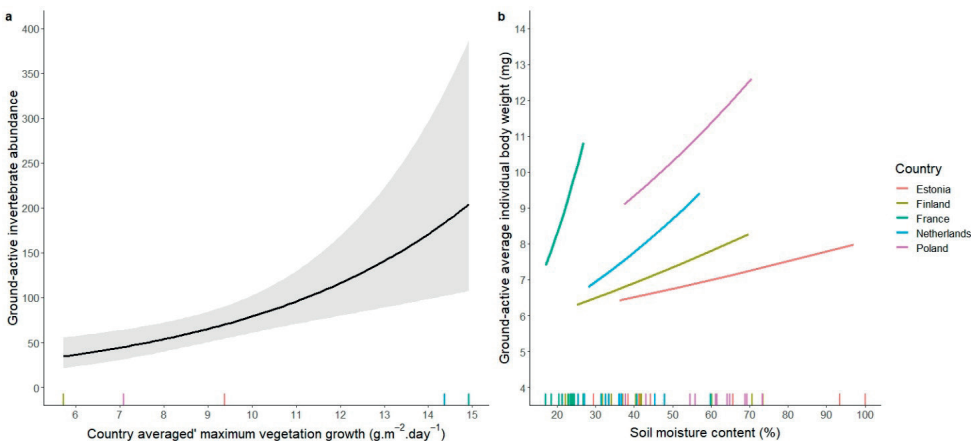 a
Ground-active invertebrate abundance
400
350
300
250
200
150
100
50
0
6 7 8 9 10 11 12 13 14 15
Country averaged' maximum vegetation growth (g.m⁻².day⁻¹)
b
Ground-active average individual body weight (mg)
14
13
12
11
10
9
8
7
6
5
4
20 30 40 50 60 70 80 90 100
Soil moisture content (%)
Country
Estonia
Finland
France
Netherlands
Poland